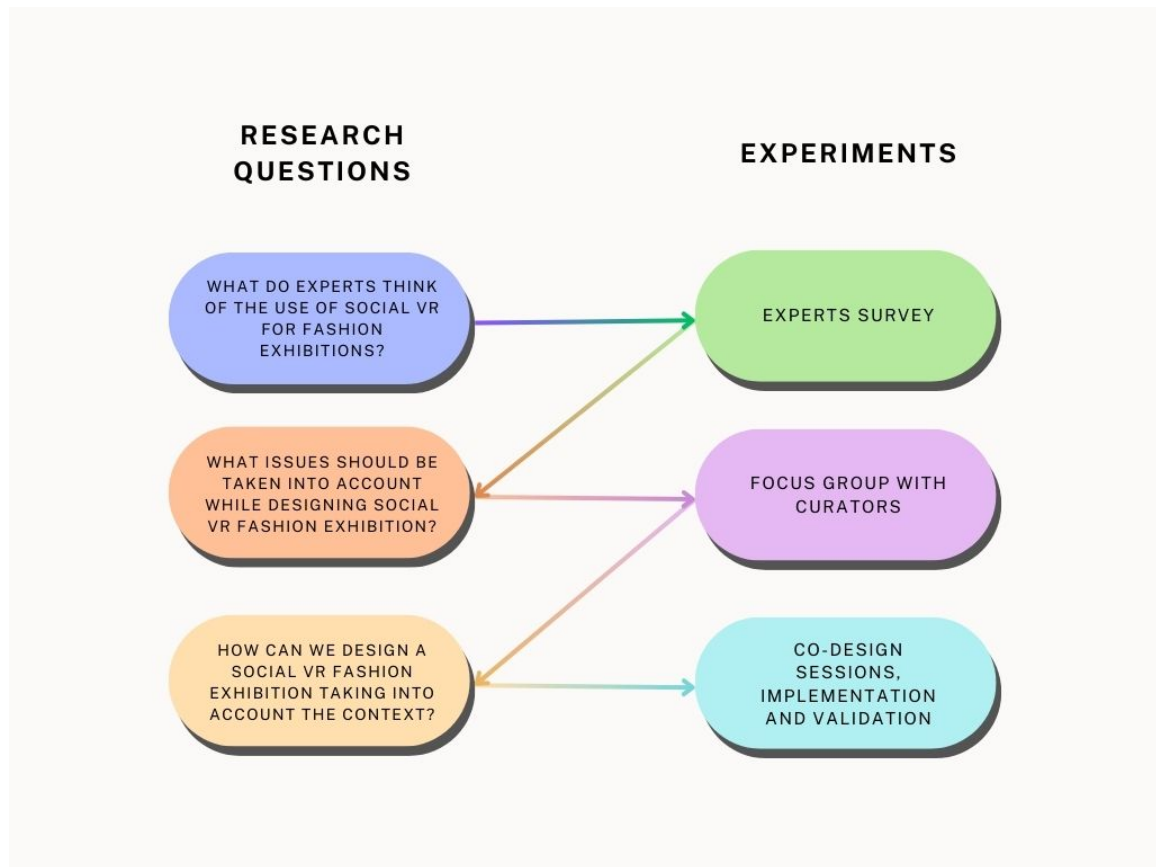 RESEARCH
QUESTIONS
EXPERIMENTS
WHAT DO EXPERTS THINK
OF THE USE OF SOCIAL VR
FOR FASHION
EXHIBITIONS?
EXPERTS SURVEY
WHAT ISSUES SHOULD BE
TAKEN INTO ACCOUNT
WHILE DESIGNING SOCIAL
VR FASHION EXHIBITION?
FOCUS GROUP WITH
CURATORS
HOW CAN WE DESIGN A
SOCIAL VR FASHION
EXHIBITION TAKING INTO
ACCOUNT THE CONTEXT?
CO-DESIGN
SESSIONS,
IMPLEMENTATION
AND VALIDATION